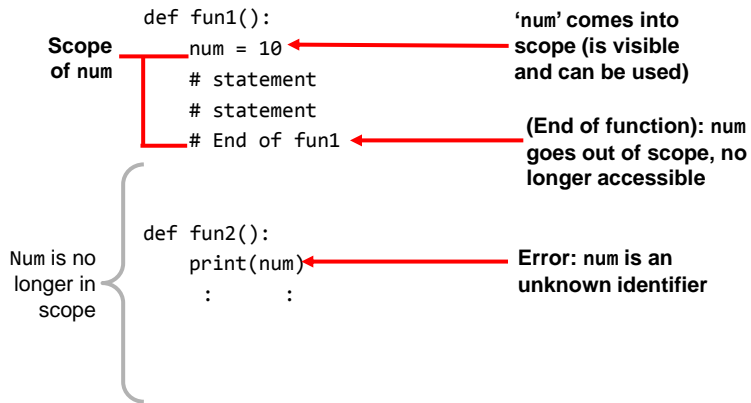 def fun1():
Scope
of num
num = 10
# statement
# statement
# End of fun1
‘num’ comes into
scope (is visible
and can be used)
(End of function): num
goes out of scope, no
longer accessible
Num is no
longer in
scope
def fun2():
print(num)
: :
Error: num is an
unknown identifier